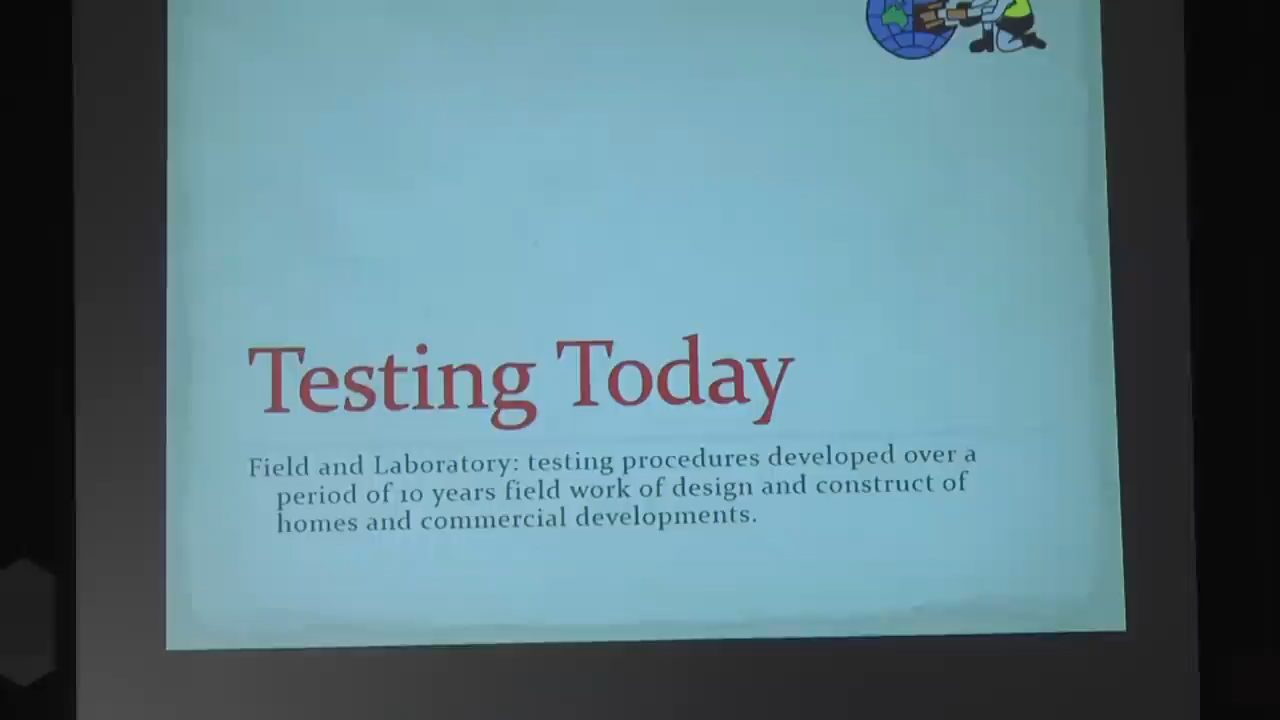 Testing Today
Field and Laboratory: testing procedures developed over a
period of 10 years field work of design and construct of
homes and commercial developments.